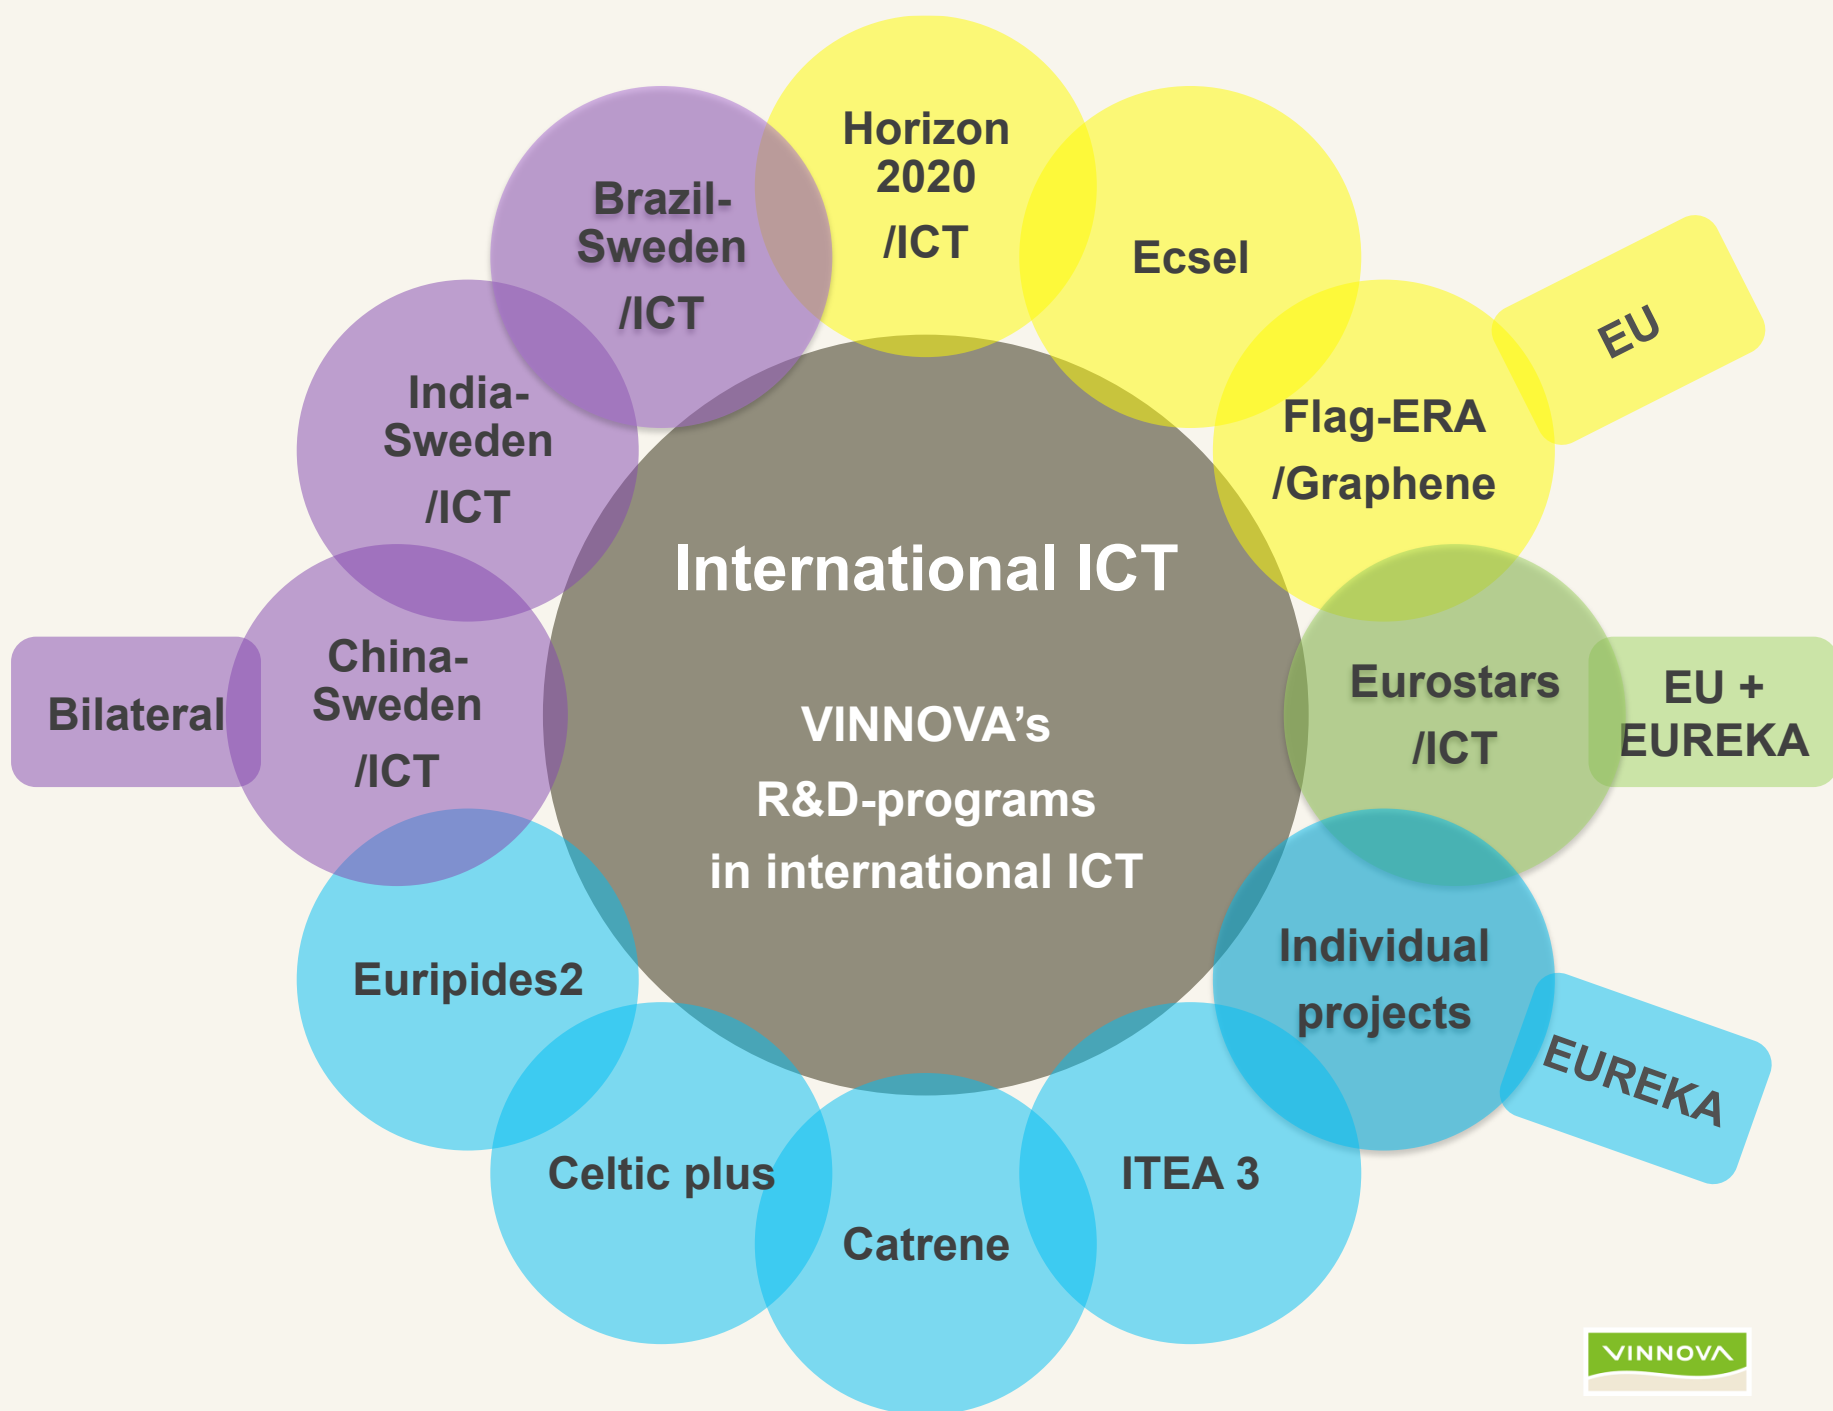 International ICT
VINNOVA's
R&D-programs
in international ICT
Horizon
2020
/ICT
Ecsel
EU
Flag-ERA
/Graphene
Eurostars
/ICT
EU +
EUREKA
Individual
projects
EUREKA
ITEA 3
Catrene
Celtic plus
Euripides2
China-
Sweden
/ICT
Bilateral
India-
Sweden
/ICT
Brazil-
Sweden
/ICT
VINNOVA